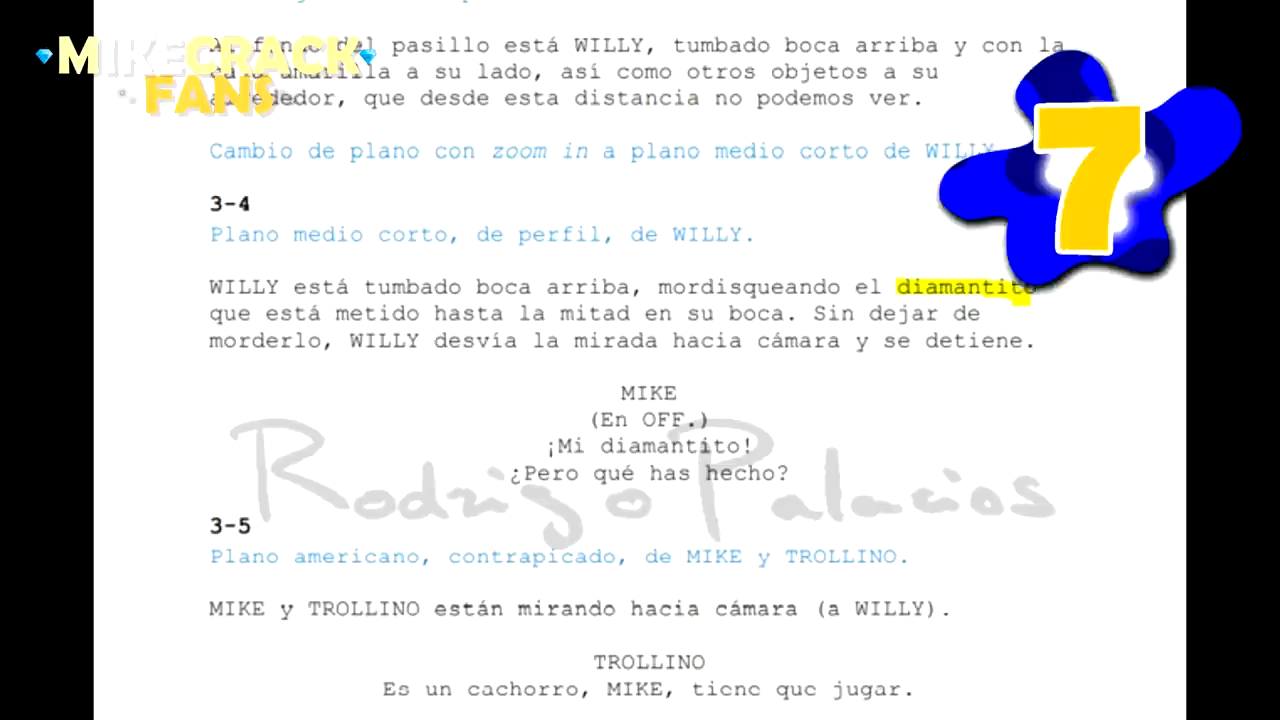 MIKECRACK
FANS
7
Al fondo del pasillo está WILLY, tumbado boca arriba y con la
a su lado, así como otros objetos a su
alrededor, que desde esta distancia no podemos ver.
Cambio de plano con zoom in a plano medio corto de WILLY
3-4
Plano medio corto, de perfil, de WILLY.
WILLY está tumbado boca arriba, mordisqueando el diamantito
que está metido hasta la mitad en su boca. Sin dejar de
morderlo, WILLY desvía la mirada hacia cámara y se detiene.
MIKE
(En OFF.)
¡Mi diamantito!
¿Pero qué has hecho?
Rodrigo Palacios
3-5
Plano americano, contrapicado, de MIKE y TROLLINO.
MIKE y TROLLINO están mirando hacia cámara (a WILLY).
TROLLINO
Es un cachorro, MIKE, tiene que jugar.